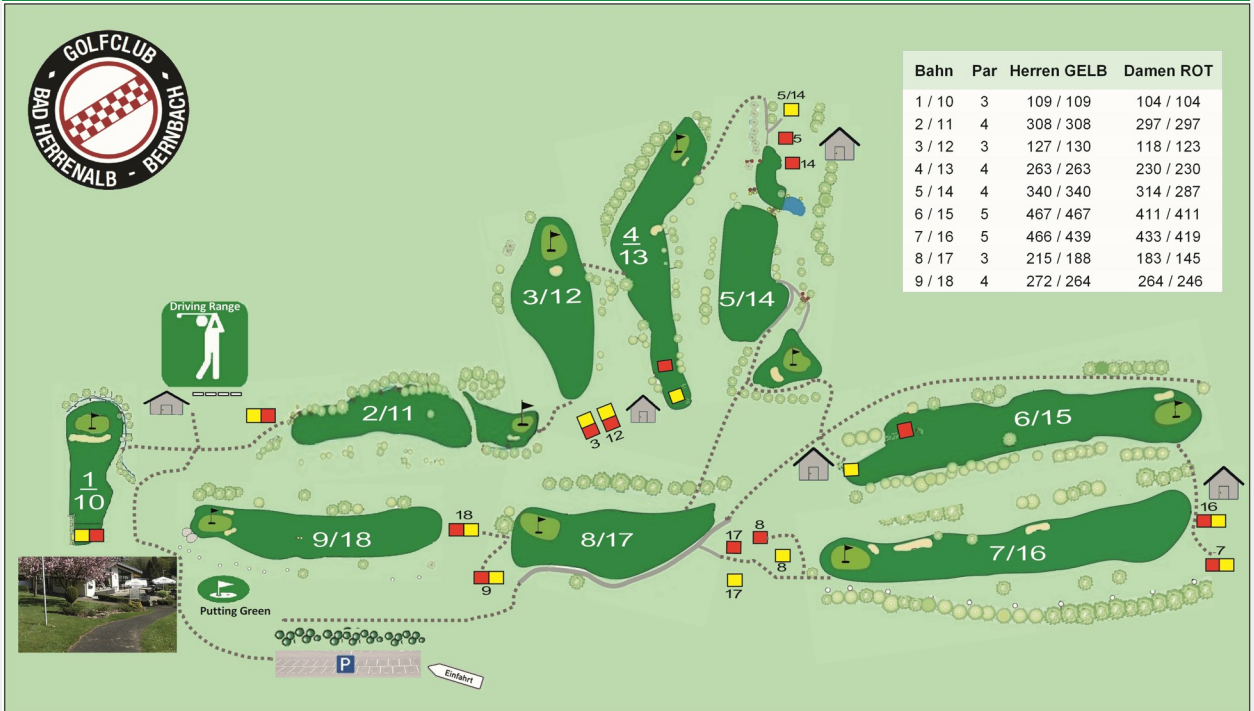 GOLFCLUB
BAD HERRENALB - BERNBACH -
Bahn Par Herren GELB Damen ROT
1 / 10 3 109 / 109 104 / 104
2 / 11 4 308 / 308 297 / 297
3 / 12 3 127 / 130 118 / 123
4 / 13 4 263 / 263 230 / 230
5 / 14 4 340 / 340 314 / 287
6 / 15 5 467 / 467 411 / 411
7 / 16 5 466 / 439 433 / 419
8 / 17 3 215 / 188 183 / 145
9 / 18 4 272 / 264 264 / 246
5/14
5
14
4
13
3/12
5/14
Driving Range
2/11
3 12
6/15
1
10
16
7
7/16
9/18
18
9
8/17
17
8
8
17
Putting Green
P
Einfahrt